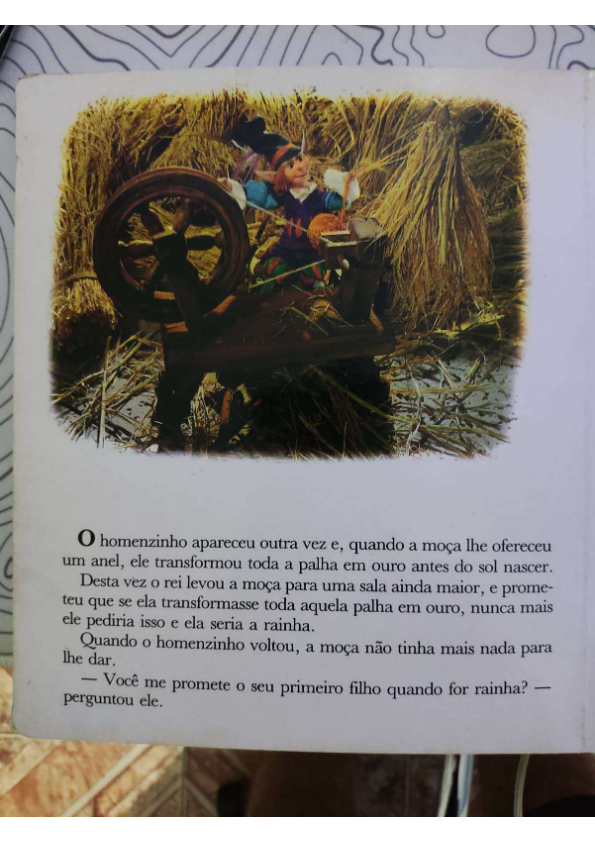 O homenzinho apareceu outra vez e, quando a moça lhe ofereceu
um anel, ele transformou toda a palha em ouro antes do sol nascer.
Desta vez o rei levou a moça para uma sala ainda maior, e prome-
teu que se ela transformasse toda aquela palha em ouro, nunca mais
ele pediria isso e ela seria a rainha.
Quando o homenzinho voltou, a moça não tinha mais nada para
lhe dar.
— Você me promete o seu primeiro filho quando for rainha? —
perguntou ele.